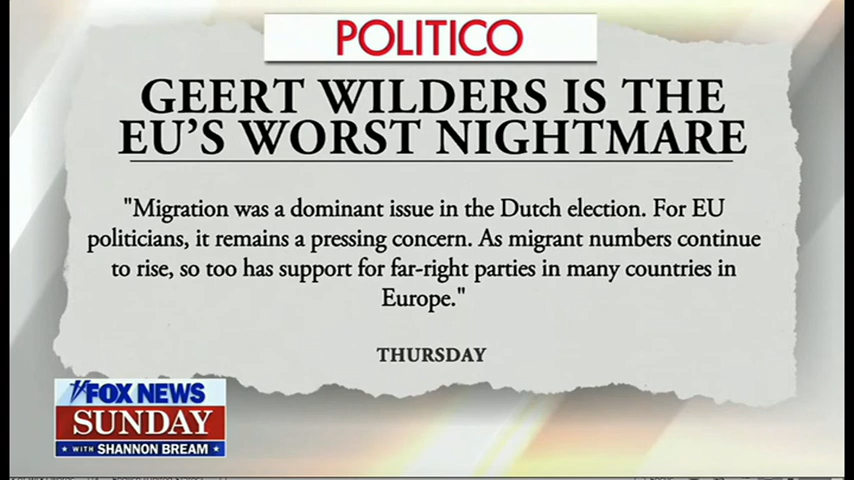 POLITICO
GEERT WILDERS IS THE
EU'S WORST NIGHTMARE
"Migration was a dominant issue in the Dutch election. For EU
politicians, it remains a pressing concern. As migrant numbers continue
to rise, so too has support for far-right parties in many countries in
Europe."
THURSDAY
FOX NEWS
SUNDAY
WITH SHANNON BREAM